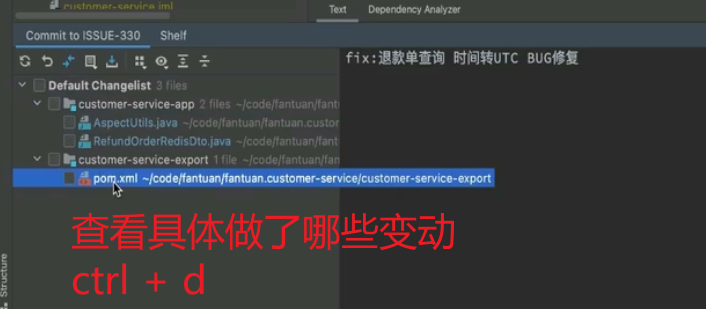 customer-service.iml
Text Dependency Analyzer
Commit to ISSUE-330 Shelf
fix:退款单查询 时间转UTC BUG修复
Default Changelist 3 files
customer-service-app 2 files ~/code/fantuan/fant
AspectUtils.java ~/code/fantuan/fantuan.custom
RefundOrderRedisDto.java ~/code/fantuan/fantu
customer-service-export 1 file ~/code/fantuan/fan
pom.xml ~/code/fantuan/fantuan.customer-service/customer-service-export
查看具体做了哪些变动
ctrl + d
Structure